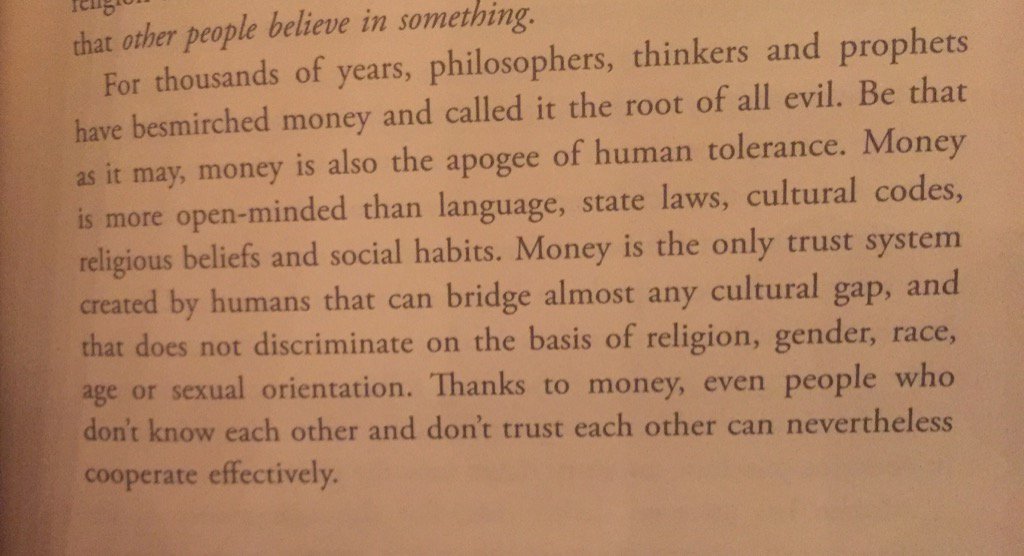 that other people believe in something.
For thousands of years, philosophers, thinkers and prophets
have besmirched money and called it the root of all evil. Be that
as it may, money is also the apogee of human tolerance. Money
is more open-minded than language, state laws, cultural codes,
religious beliefs and social habits. Money is the only trust system
created by humans that can bridge almost any cultural gap, and
that does not discriminate on the basis of religion, gender, race,
age or sexual orientation. Thanks to money, even people who
don't know each other and don't trust each other can nevertheless
cooperate effectively.